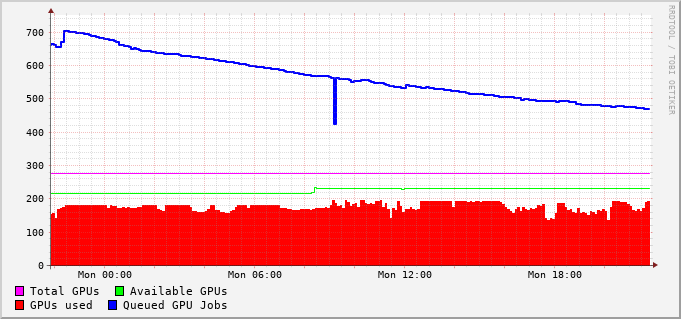 700
600
500
400
300
200
100
0
Mon 00:00 Mon 06:00 Mon 12:00 Mon 18:00
Total GPUs Available GPUs
GPUs used Queued GPU Jobs
RRDTOOL / TOBI OETIKER